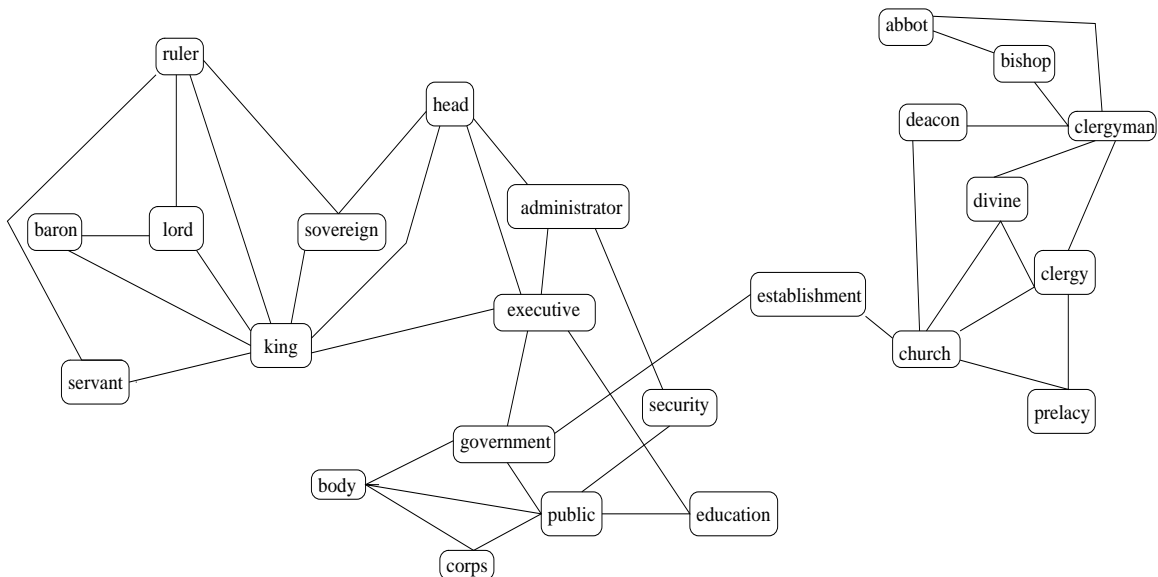 abbot
ruler
bishop
head
deacon
clergyman
administrator
divine
baron
lord
sovereign
clergy
establishment
executive
king
church
servant
security
prelacy
government
body
public
education
corps